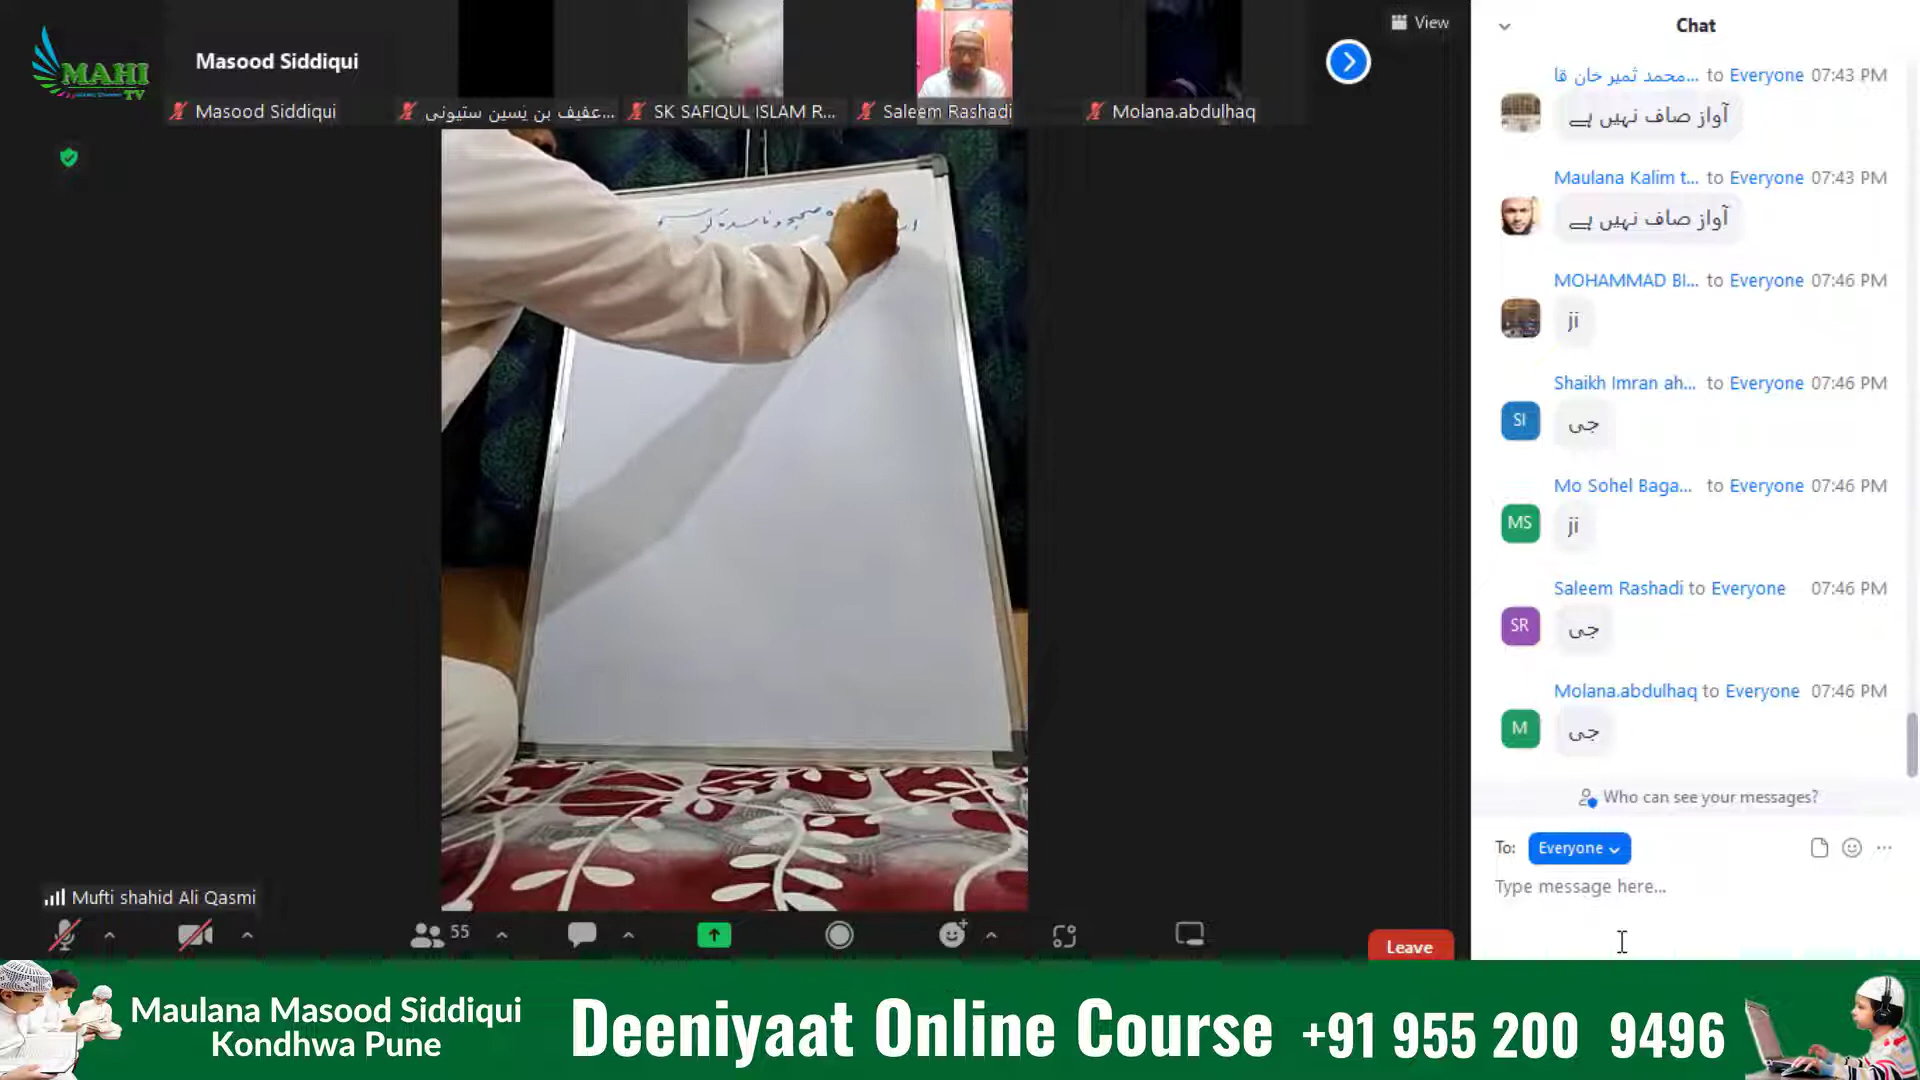 MAHI
TV
Masood Siddiqui
View
Masood Siddiqui
عفیف بن یٰسین ستپونی...
SK SAFIQUL ISLAM R...
Saleem Rashadi
Molana.abdulhaq
Mufti shahid Ali Qasmi
55
Leave
Chat
محمد ثمیر خان قا... to Everyone 07:43 PM
آواز صاف نہیں ہے
Maulana Kalim t... to Everyone 07:43 PM
آواز صاف نہیں ہے
MOHAMMAD BI... to Everyone 07:46 PM
ji
Shaikh Imran ah... to Everyone 07:46 PM
SI
جی
Mo Sohel Baga... to Everyone 07:46 PM
MS
ji
Saleem Rashadi to Everyone 07:46 PM
SR
جی
Molana.abdulhaq to Everyone 07:46 PM
M
جی
Who can see your messages?
To: Everyone
Type message here...
Maulana Masood Siddiqui
Kondhwa Pune
Deeniyaat Online Course +91 955 200 9496